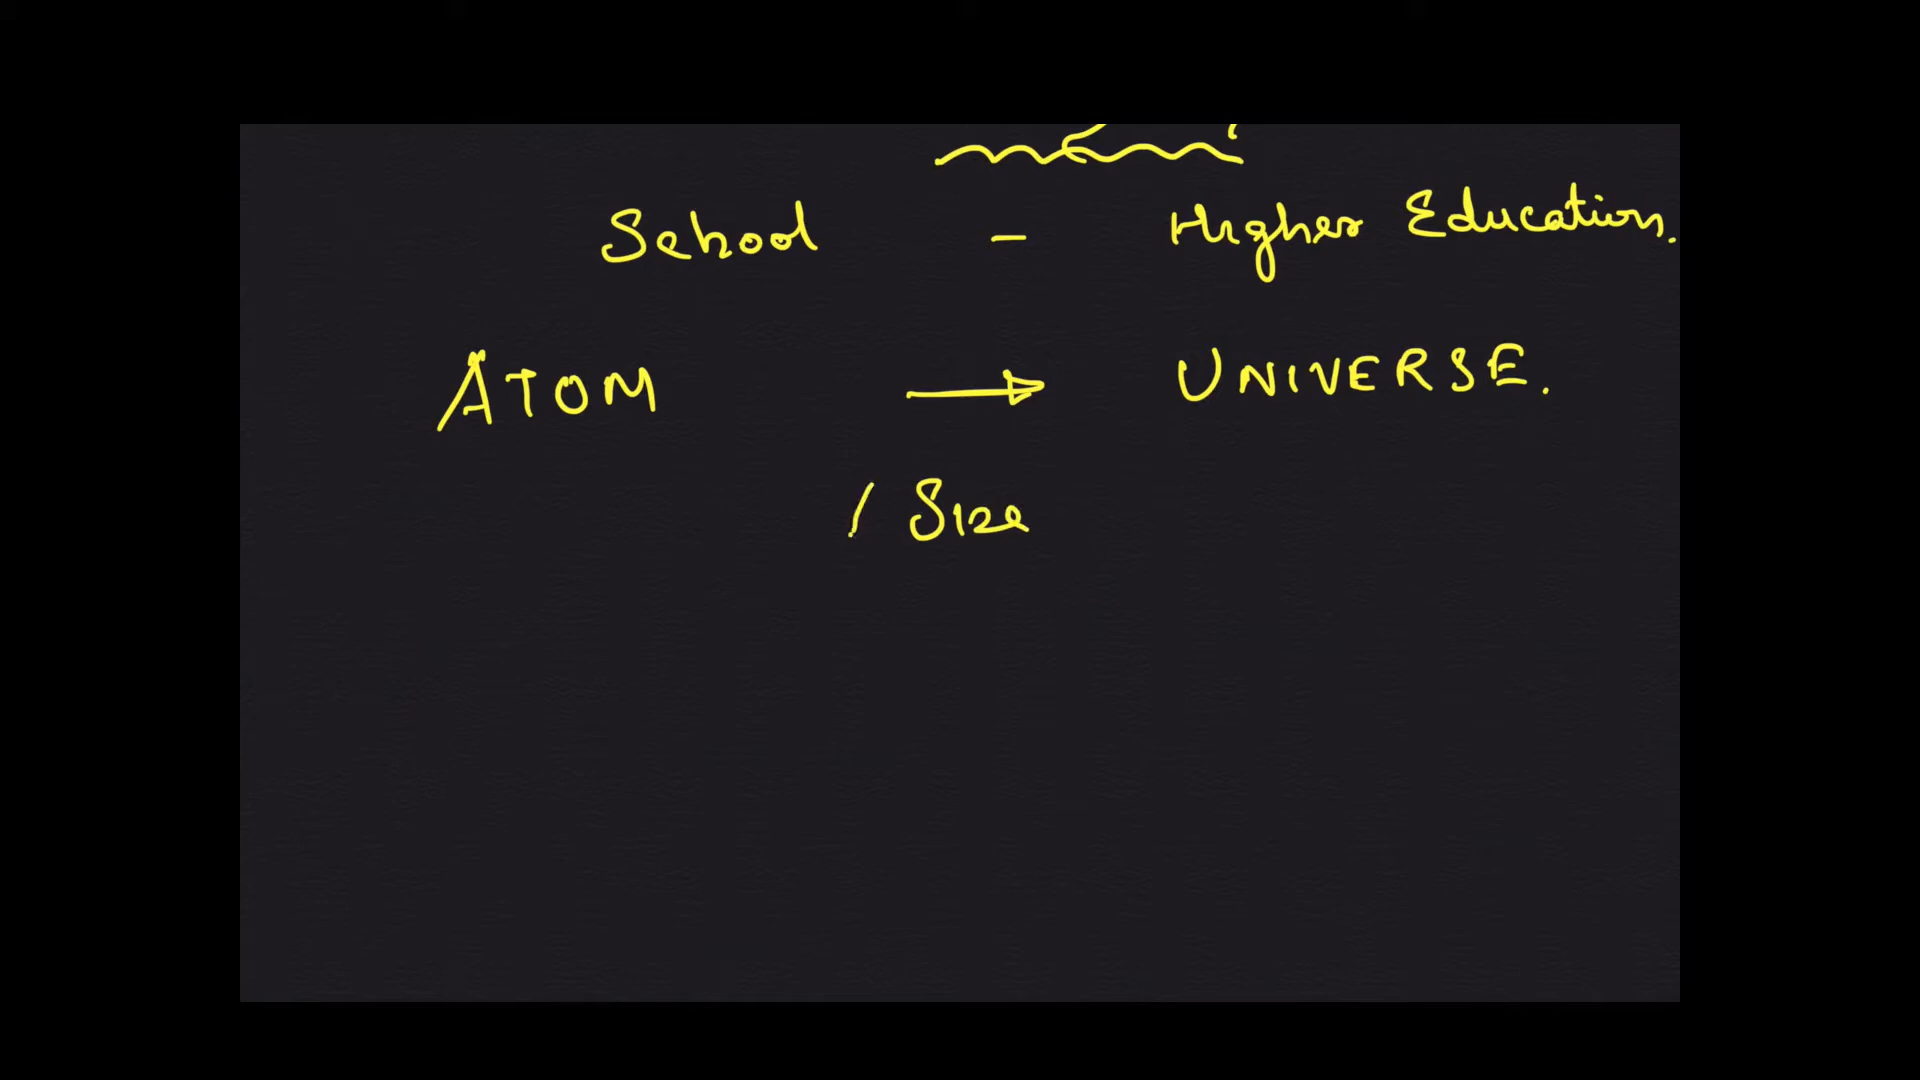 School - Higher Education.
ATOM → UNIVERSE.
/ Size